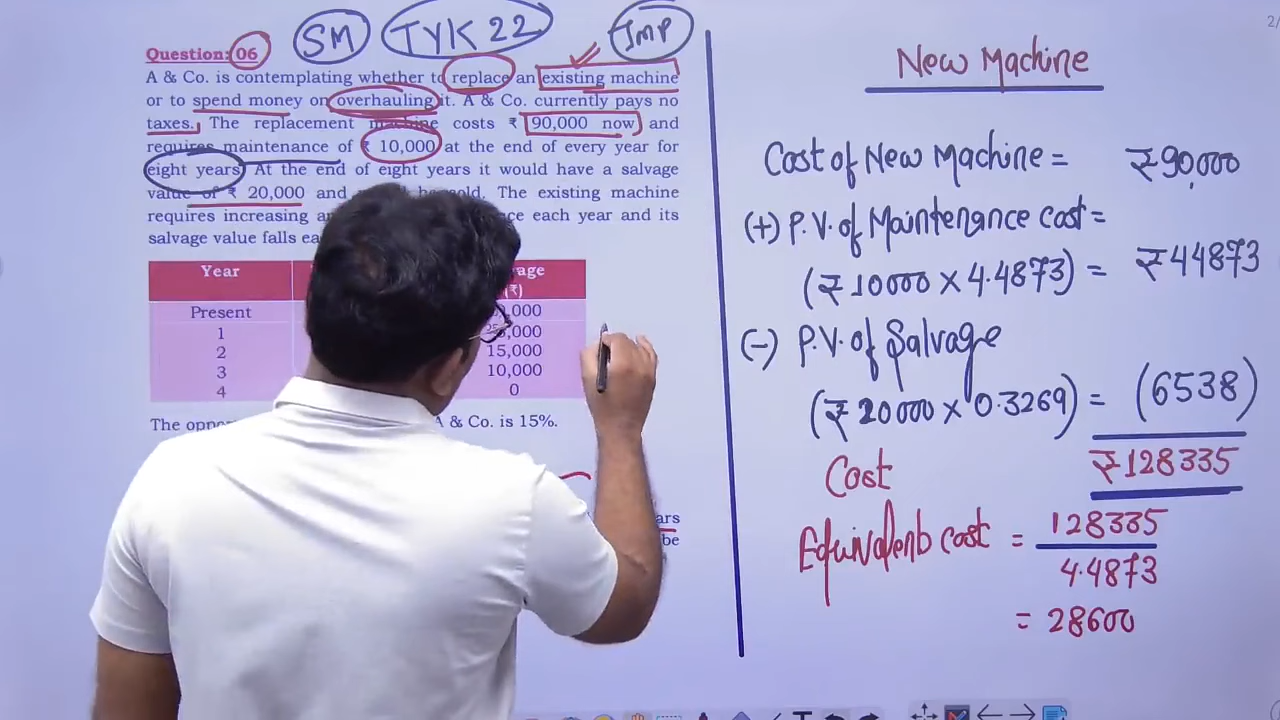 SM TYK 22 IMP
Question: 06
A & Co. is contemplating whether to replace an existing machine
or to spend money on overhauling it. A & Co. currently pays no
taxes. The replacement machine costs ₹ 90,000 now and
requires maintenance of ₹ 10,000 at the end of every year for
eight years. At the end of eight years it would have a salvage
value of ₹ 20,000 and sold. The existing machine
requires increasing each year and its
salvage value falls
Year
(₹)
Present
1
2 15,000
3 10,000
4 0
The A & Co. is 15%.
be
New Machine
Cost of New Machine = ₹90,000
(+) P.V. of Maintenance cost =
(₹10000 × 4.4873) = ₹44873
(-) P.V. of Salvage
(₹20000 × 0.3269) = (6538)
Cost ₹128335
Equivalent cost = 128335
4.4873
= 28600
2/